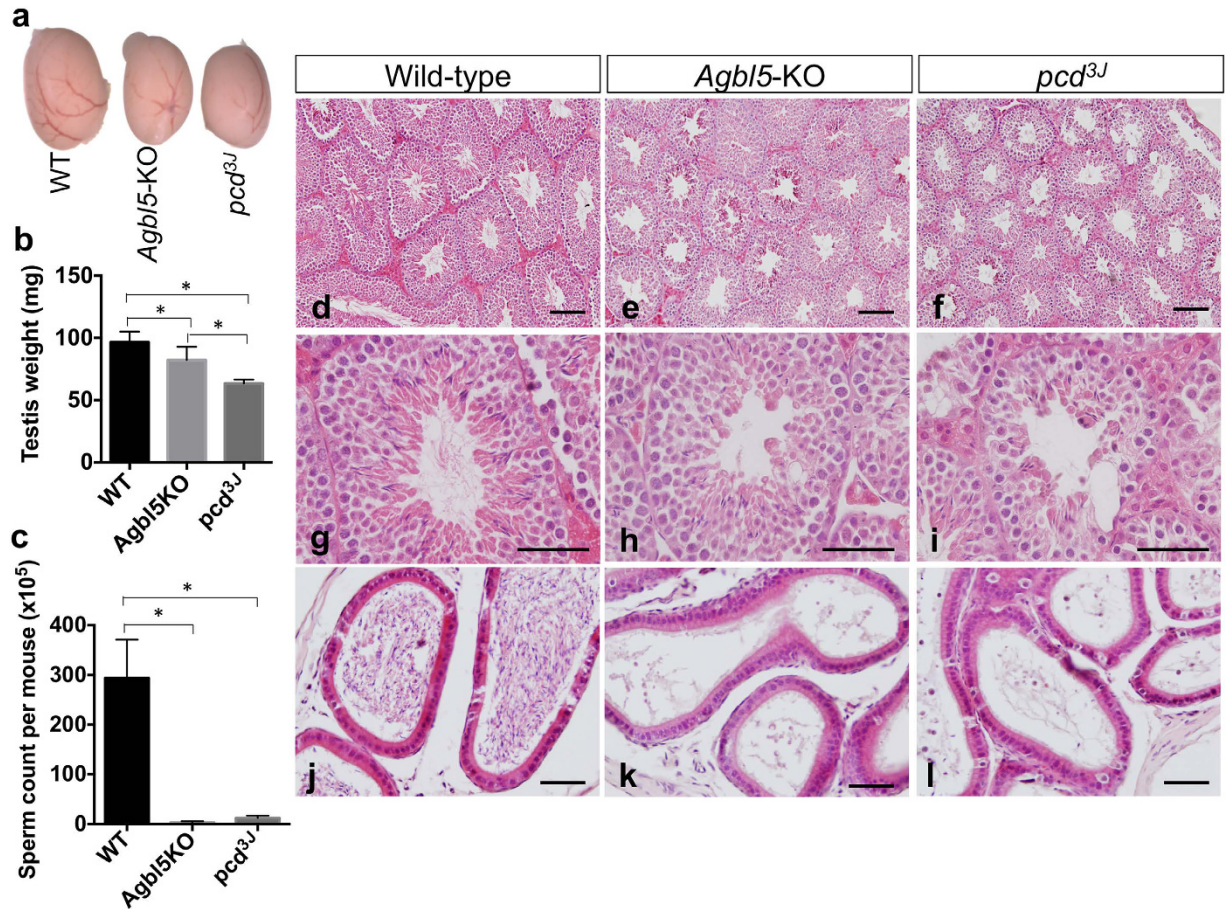 a
WT
Agbl5-KO
pcd3J
b
Testis weight (mg)
150
100
50
0
* 
*
*
WT
Agbl5KO
pcd3J
c
Sperm count per mouse (x10⁵)
400
300
200
100
0
*
*
WT
Agbl5KO
pcd3J
Wild-type
Agbl5-KO
pcd3J
d
e
f
g
h
i
j
k
l